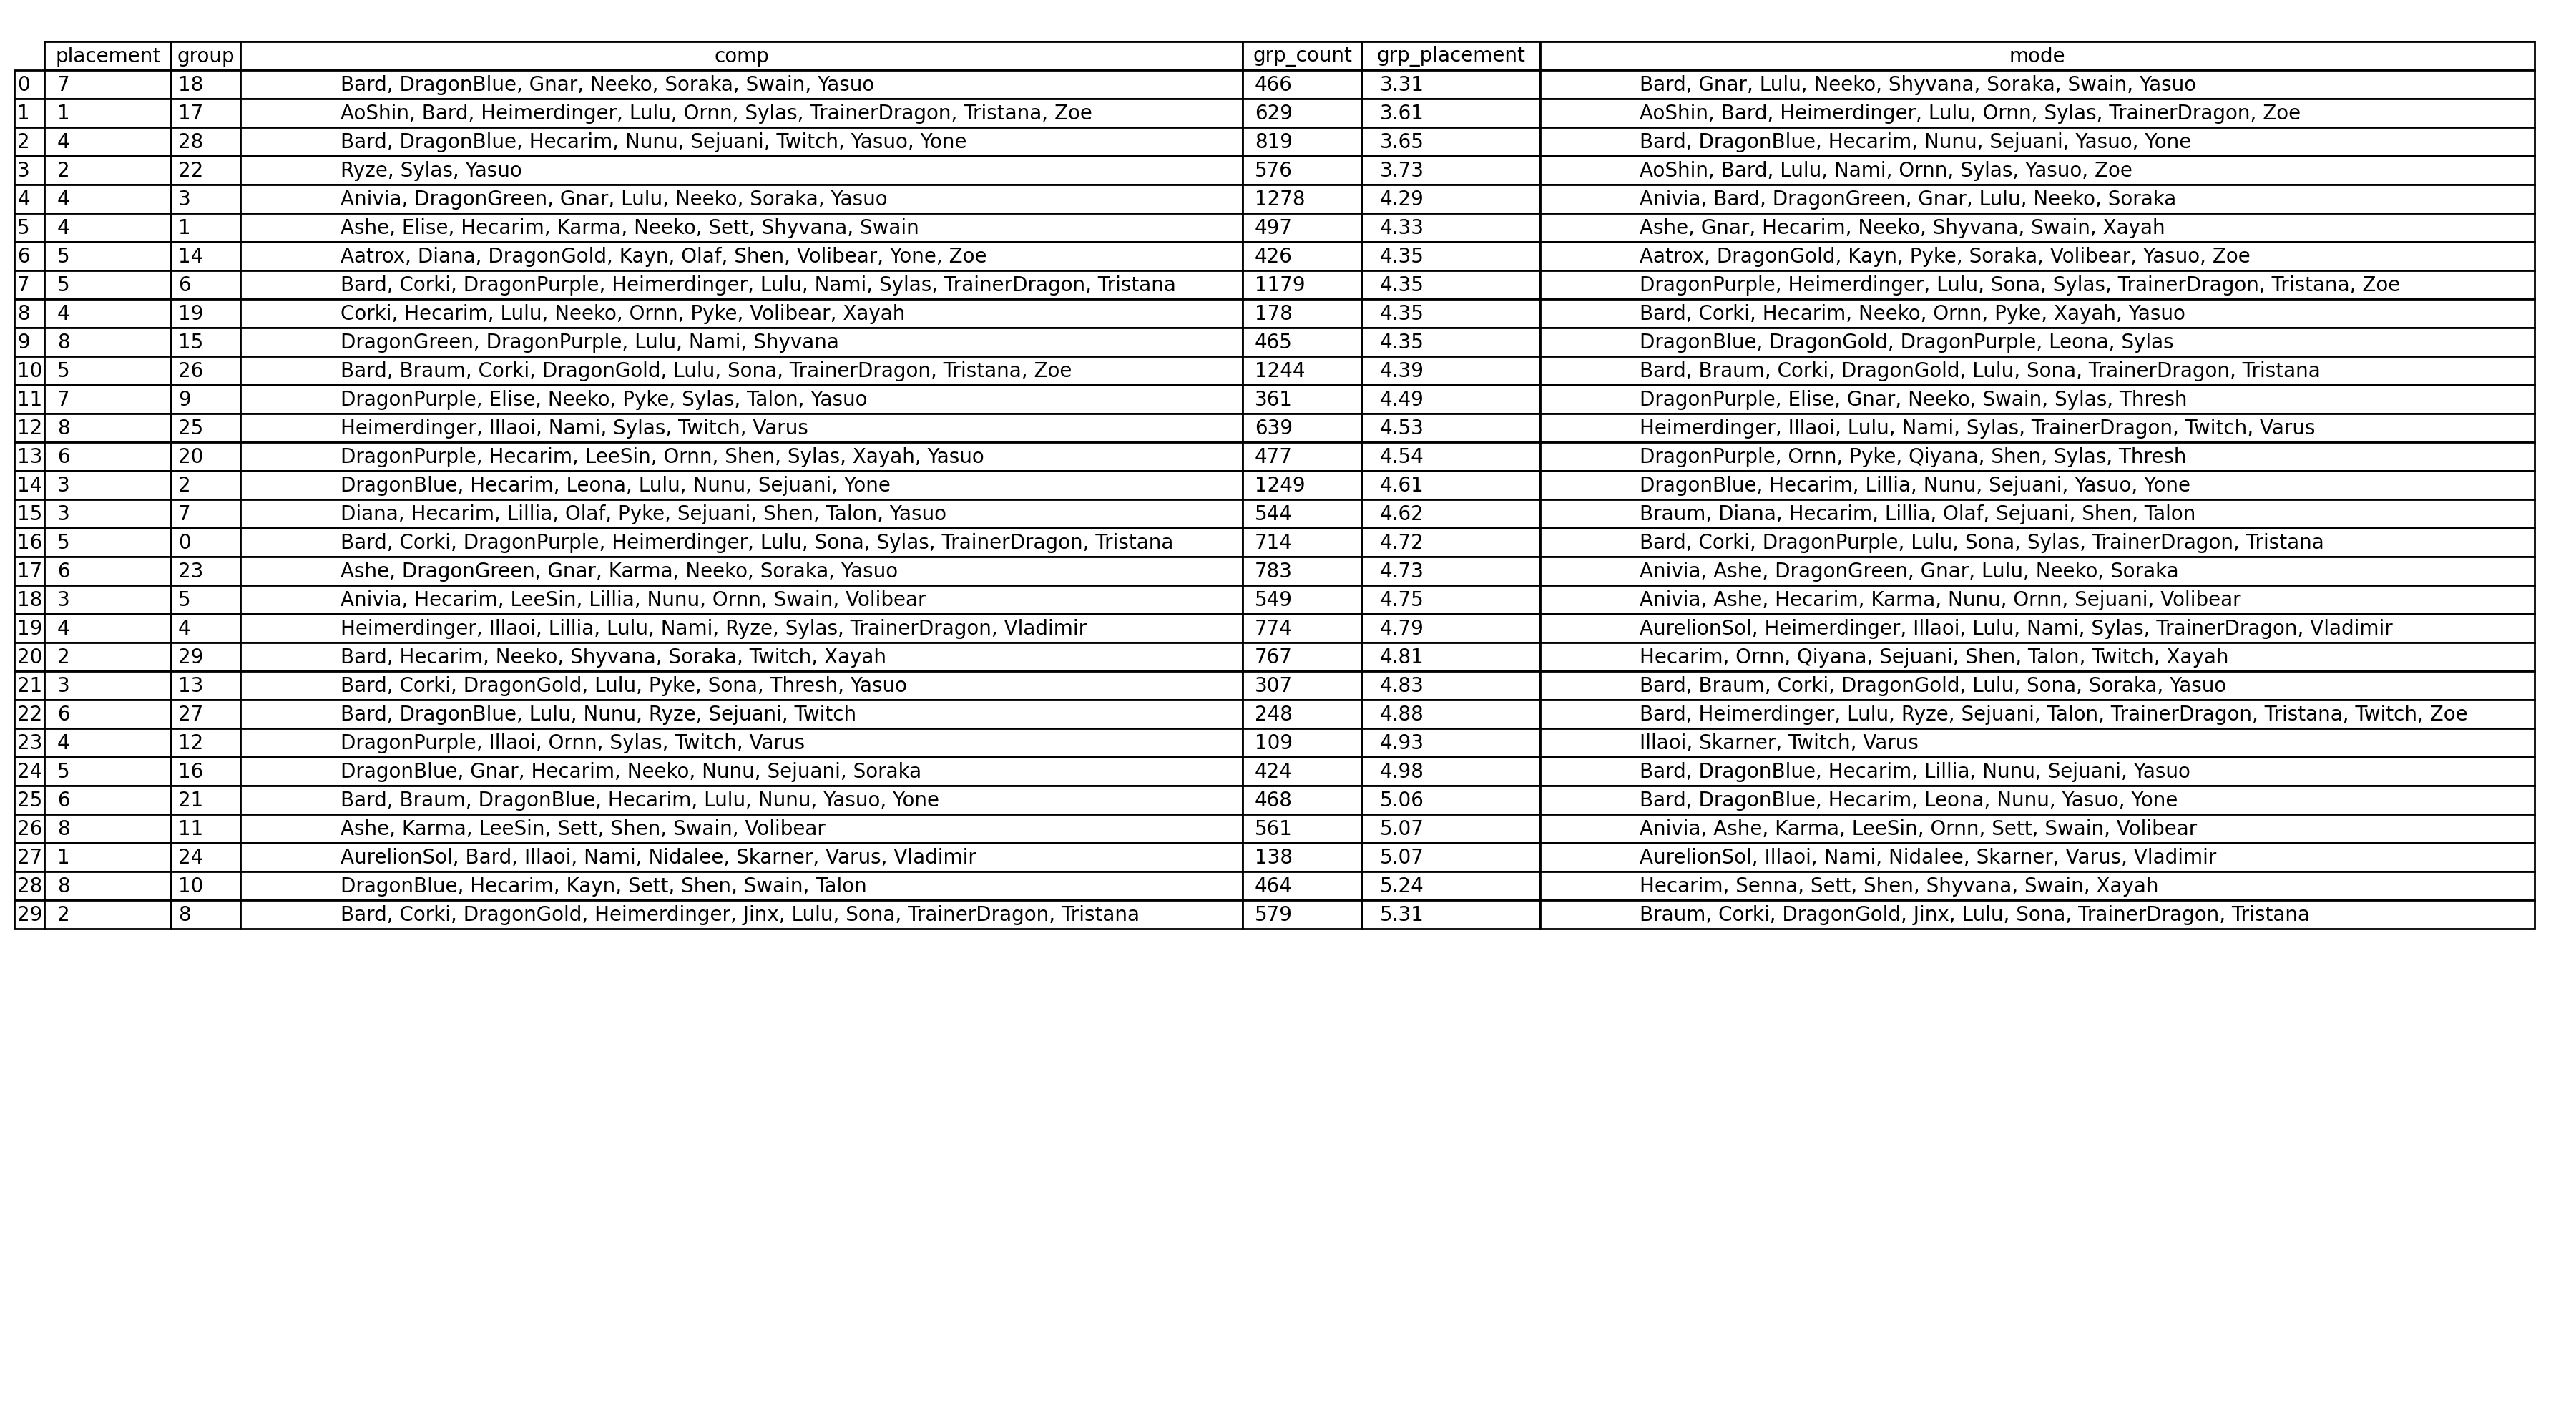 placement group comp grp_count grp_placement mode
0 7 18 Bard, DragonBlue, Gnar, Neeko, Soraka, Swain, Yasuo 466 3.31 Bard, Gnar, Lulu, Neeko, Shyvana, Soraka, Swain, Yasuo
1 1 17 AoShin, Bard, Heimerdinger, Lulu, Ornn, Sylas, TrainerDragon, Tristana, Zoe 629 3.61 AoShin, Bard, Heimerdinger, Lulu, Ornn, Sylas, TrainerDragon, Zoe
2 4 28 Bard, DragonBlue, Hecarim, Nunu, Sejuani, Twitch, Yasuo, Yone 819 3.65 Bard, DragonBlue, Hecarim, Nunu, Sejuani, Yasuo, Yone
3 2 22 Ryze, Sylas, Yasuo 576 3.73 AoShin, Bard, Lulu, Nami, Ornn, Sylas, Yasuo, Zoe
4 4 3 Anivia, DragonGreen, Gnar, Lulu, Neeko, Soraka, Yasuo 1278 4.29 Anivia, Bard, DragonGreen, Gnar, Lulu, Neeko, Soraka
5 4 1 Ashe, Elise, Hecarim, Karma, Neeko, Sett, Shyvana, Swain 497 4.33 Ashe, Gnar, Hecarim, Neeko, Shyvana, Swain, Xayah
6 5 14 Aatrox, Diana, DragonGold, Kayn, Olaf, Shen, Volibear, Yone, Zoe 426 4.35 Aatrox, DragonGold, Kayn, Pyke, Soraka, Volibear, Yasuo, Zoe
7 5 6 Bard, Corki, DragonPurple, Heimerdinger, Lulu, Nami, Sylas, TrainerDragon, Tristana 1179 4.35 DragonPurple, Heimerdinger, Lulu, Sona, Sylas, TrainerDragon, Tristana, Zoe
8 4 19 Corki, Hecarim, Lulu, Neeko, Ornn, Pyke, Volibear, Xayah 178 4.35 Bard, Corki, Hecarim, Neeko, Ornn, Pyke, Xayah, Yasuo
9 8 15 DragonGreen, DragonPurple, Lulu, Nami, Shyvana 465 4.35 DragonBlue, DragonGold, DragonPurple, Leona, Sylas
10 5 26 Bard, Braum, Corki, DragonGold, Lulu, Sona, TrainerDragon, Tristana, Zoe 1244 4.39 Bard, Braum, Corki, DragonGold, Lulu, Sona, TrainerDragon, Tristana
11 7 9 DragonPurple, Elise, Neeko, Pyke, Sylas, Talon, Yasuo 361 4.49 DragonPurple, Elise, Gnar, Neeko, Swain, Sylas, Thresh
12 8 25 Heimerdinger, Illaoi, Nami, Sylas, Twitch, Varus 639 4.53 Heimerdinger, Illaoi, Lulu, Nami, Sylas, TrainerDragon, Twitch, Varus
13 6 20 DragonPurple, Hecarim, LeeSin, Ornn, Shen, Sylas, Xayah, Yasuo 477 4.54 DragonPurple, Ornn, Pyke, Qiyana, Shen, Sylas, Thresh
14 3 2 DragonBlue, Hecarim, Leona, Lulu, Nunu, Sejuani, Yone 1249 4.61 DragonBlue, Hecarim, Lillia, Nunu, Sejuani, Yasuo, Yone
15 3 7 Diana, Hecarim, Lillia, Olaf, Pyke, Sejuani, Shen, Talon, Yasuo 544 4.62 Braum, Diana, Hecarim, Lillia, Olaf, Sejuani, Shen, Talon
16 5 0 Bard, Corki, DragonPurple, Heimerdinger, Lulu, Sona, Sylas, TrainerDragon, Tristana 714 4.72 Bard, Corki, DragonPurple, Lulu, Sona, Sylas, TrainerDragon, Tristana
17 6 23 Ashe, DragonGreen, Gnar, Karma, Neeko, Soraka, Yasuo 783 4.73 Anivia, Ashe, DragonGreen, Gnar, Lulu, Neeko, Soraka
18 3 5 Anivia, Hecarim, LeeSin, Lillia, Nunu, Ornn, Swain, Volibear 549 4.75 Anivia, Ashe, Hecarim, Karma, Nunu, Ornn, Sejuani, Volibear
19 4 4 Heimerdinger, Illaoi, Lillia, Lulu, Nami, Ryze, Sylas, TrainerDragon, Vladimir 774 4.79 AurelionSol, Heimerdinger, Illaoi, Lulu, Nami, Sylas, TrainerDragon, Vladimir
20 2 29 Bard, Hecarim, Neeko, Shyvana, Soraka, Twitch, Xayah 767 4.81 Hecarim, Ornn, Qiyana, Sejuani, Shen, Talon, Twitch, Xayah
21 3 13 Bard, Corki, DragonGold, Lulu, Pyke, Sona, Thresh, Yasuo 307 4.83 Bard, Braum, Corki, DragonGold, Lulu, Sona, Soraka, Yasuo
22 6 27 Bard, DragonBlue, Lulu, Nunu, Ryze, Sejuani, Twitch 248 4.88 Bard, Heimerdinger, Lulu, Ryze, Sejuani, Talon, TrainerDragon, Tristana, Twitch, Zoe
23 4 12 DragonPurple, Illaoi, Ornn, Sylas, Twitch, Varus 109 4.93 Illaoi, Skarner, Twitch, Varus
24 5 16 DragonBlue, Gnar, Hecarim, Neeko, Nunu, Sejuani, Soraka 424 4.98 Bard, DragonBlue, Hecarim, Lillia, Nunu, Sejuani, Yasuo
25 6 21 Bard, Braum, DragonBlue, Hecarim, Lulu, Nunu, Yasuo, Yone 468 5.06 Bard, DragonBlue, Hecarim, Leona, Nunu, Yasuo, Yone
26 8 11 Ashe, Karma, LeeSin, Sett, Shen, Swain, Volibear 561 5.07 Anivia, Ashe, Karma, LeeSin, Ornn, Sett, Swain, Volibear
27 1 24 AurelionSol, Bard, Illaoi, Nami, Nidalee, Skarner, Varus, Vladimir 138 5.07 AurelionSol, Illaoi, Nami, Nidalee, Skarner, Varus, Vladimir
28 8 10 DragonBlue, Hecarim, Kayn, Sett, Shen, Swain, Talon 464 5.24 Hecarim, Senna, Sett, Shen, Shyvana, Swain, Xayah
29 2 8 Bard, Corki, DragonGold, Heimerdinger, Jinx, Lulu, Sona, TrainerDragon, Tristana 579 5.31 Braum, Corki, DragonGold, Jinx, Lulu, Sona, TrainerDragon, Tristana